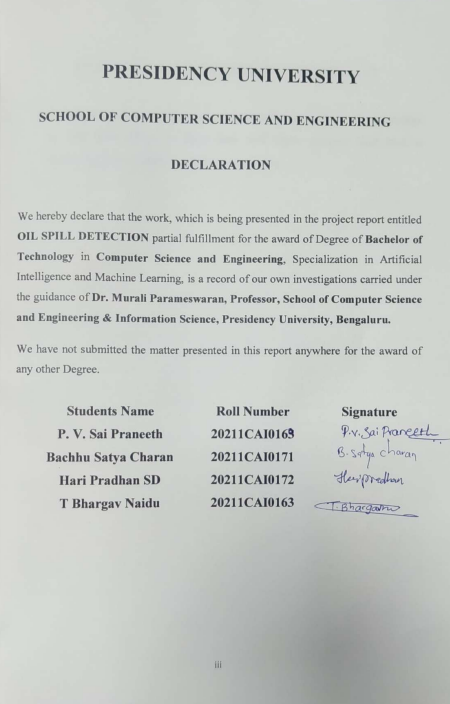 PRESIDENCY UNIVERSITY
SCHOOL OF COMPUTER SCIENCE AND ENGINEERING
DECLARATION
We hereby declare that the work, which is being presented in the project report entitled
OIL SPILL DETECTION partial fulfillment for the award of Degree of Bachelor of
Technology in Computer Science and Engineering, Specialization in Artificial
Intelligence and Machine Learning, is a record of our own investigations carried under
the guidance of Dr. Murali Parameswaran, Professor, School of Computer Science
and Engineering & Information Science, Presidency University, Bengaluru.
We have not submitted the matter presented in this report anywhere for the award of
any other Degree.
Students Name Roll Number Signature
P. V. Sai Praneeth 20211CAI0169 P.V. Sai Praneeth
Bachhu Satya Charan 20211CAI0171 B. Satya charan
Hari Pradhan SD 20211CAI0172 Haripradhan
T Bhargav Naidu 20211CAI0163 T. Bhargav
iii